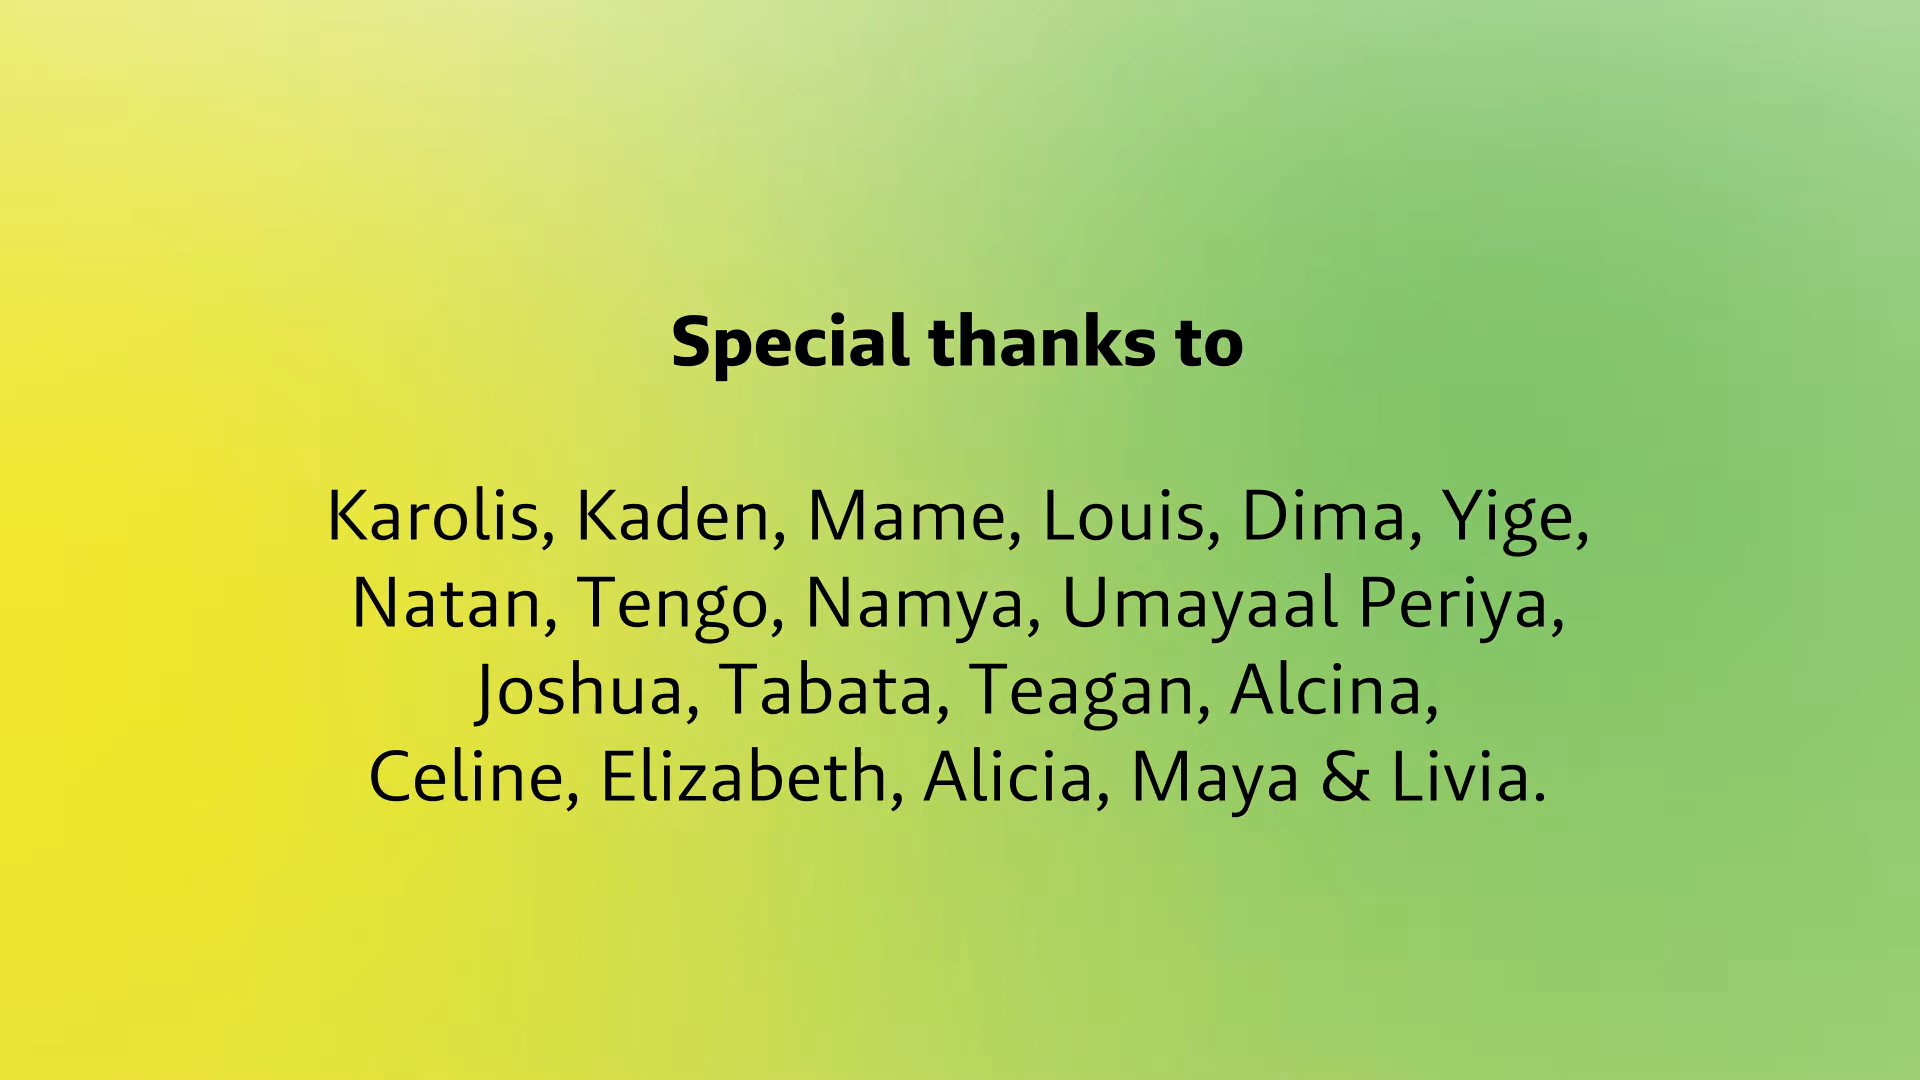 Special thanks to
Karolis, Kaden, Mame, Louis, Dima, Yige,
Natan, Tengo, Namya, Umayaal Periya,
Joshua, Tabata, Teagan, Alcina,
Celine, Elizabeth, Alicia, Maya & Livia.